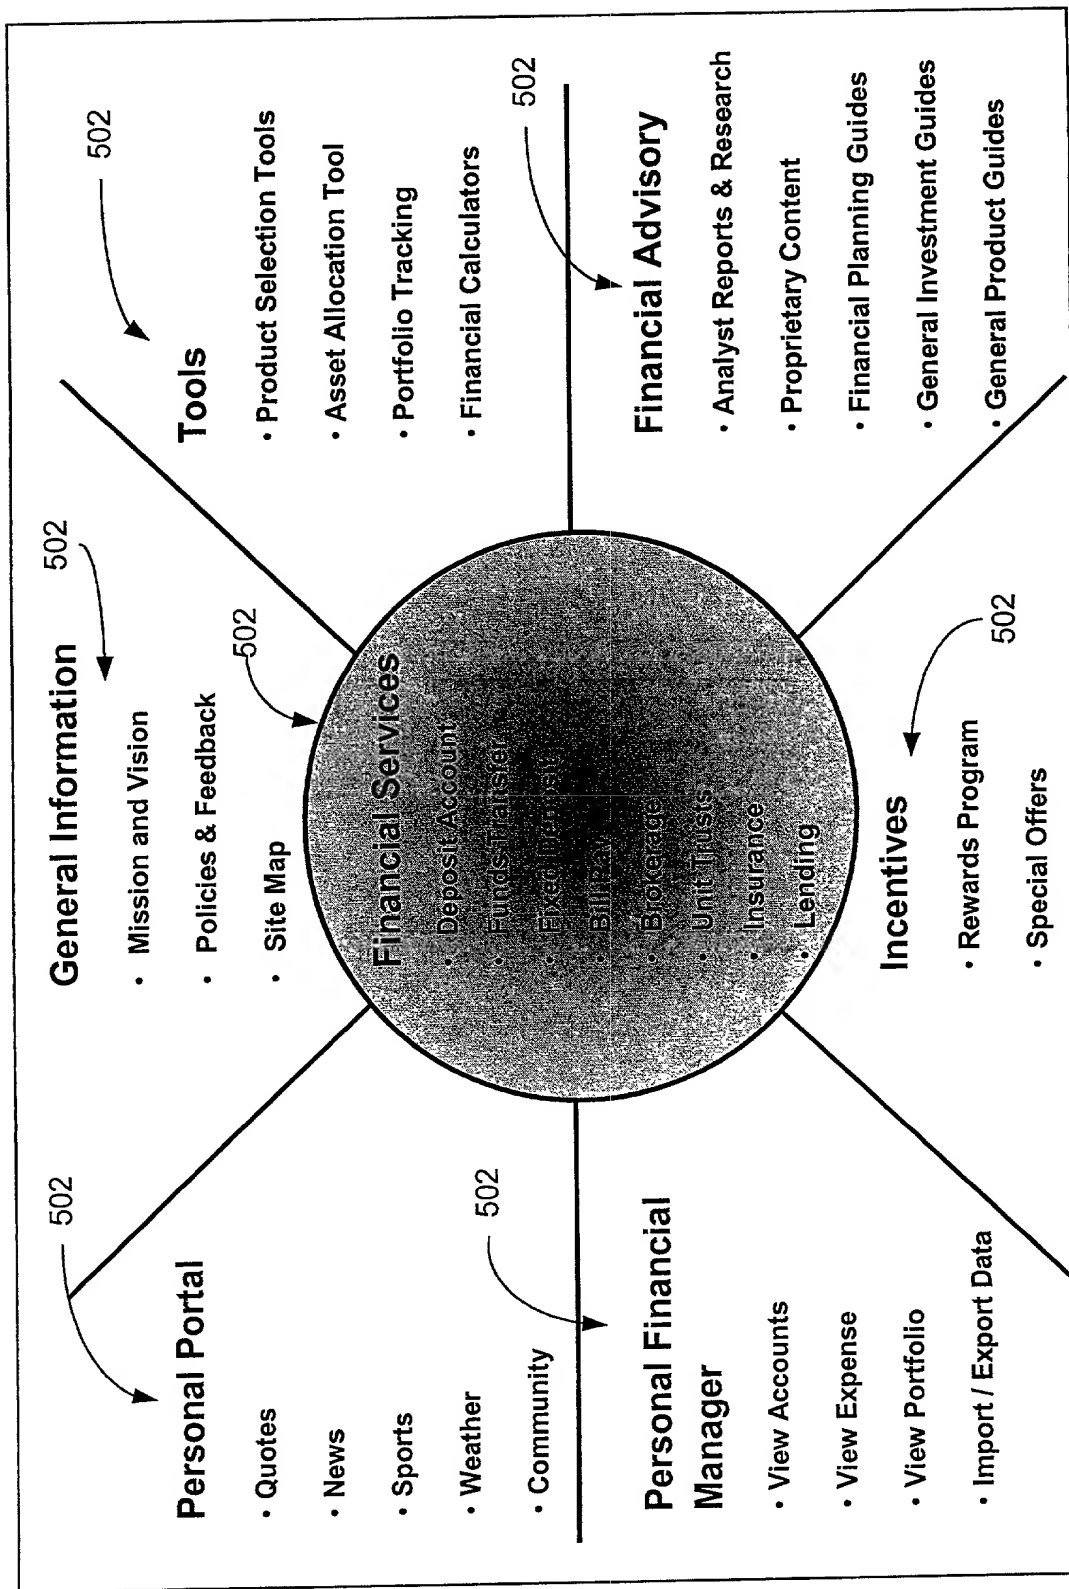 502
Personal Portal
• Quotes
• News
• Sports
• Weather
• Community
502
General Information
• Mission and Vision
• Policies & Feedback
• Site Map
502
Tools
• Product Selection Tools
• Asset Allocation Tool
• Portfolio Tracking
• Financial Calculators
502
Financial Services
• Deposit Account
• Funds Transfer
• Fixed Deposit
• Bill Pay
• Brokerage
• Unit Trusts
• Insurance
• Lending
502
Personal Financial
Manager
• View Accounts
• View Expense
• View Portfolio
• Import / Export Data
Incentives
502
• Rewards Program
• Special Offers
502
Financial Advisory
• Analyst Reports & Research
• Proprietary Content
• Financial Planning Guides
• General Investment Guides
• General Product Guides